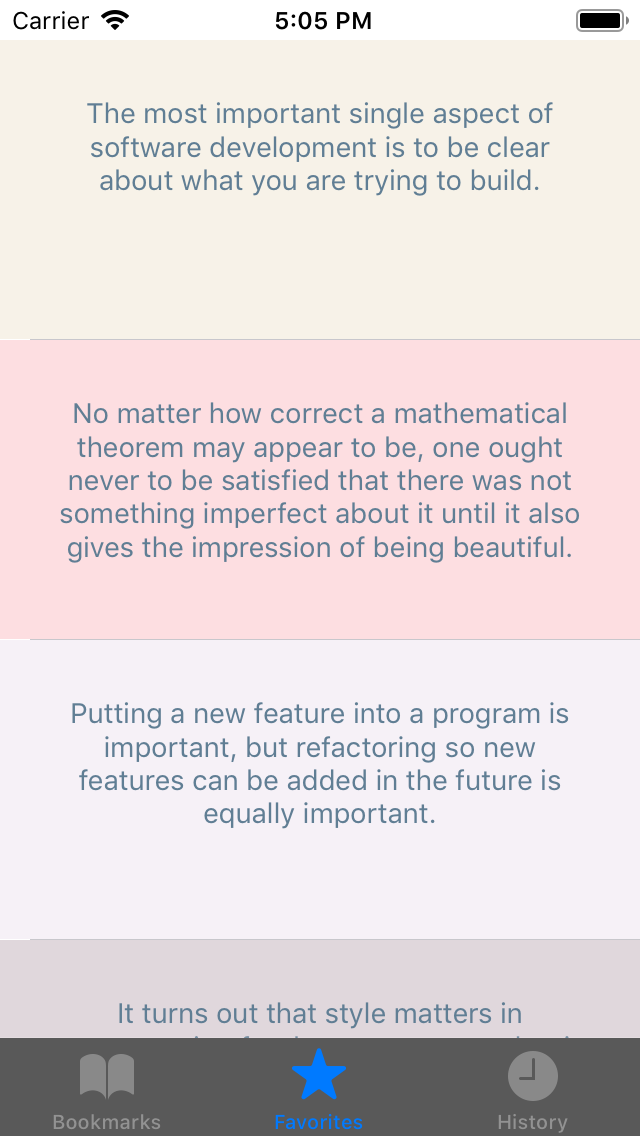 Carrier
5:05 PM
The most important single aspect of
software development is to be clear
about what you are trying to build.
No matter how correct a mathematical
theorem may appear to be, one ought
never to be satisfied that there was not
something imperfect about it until it also
gives the impression of being beautiful.
Putting a new feature into a program is
important, but refactoring so new
features can be added in the future is
equally important.
It turns out that style matters in
Bookmarks
Favorites
History